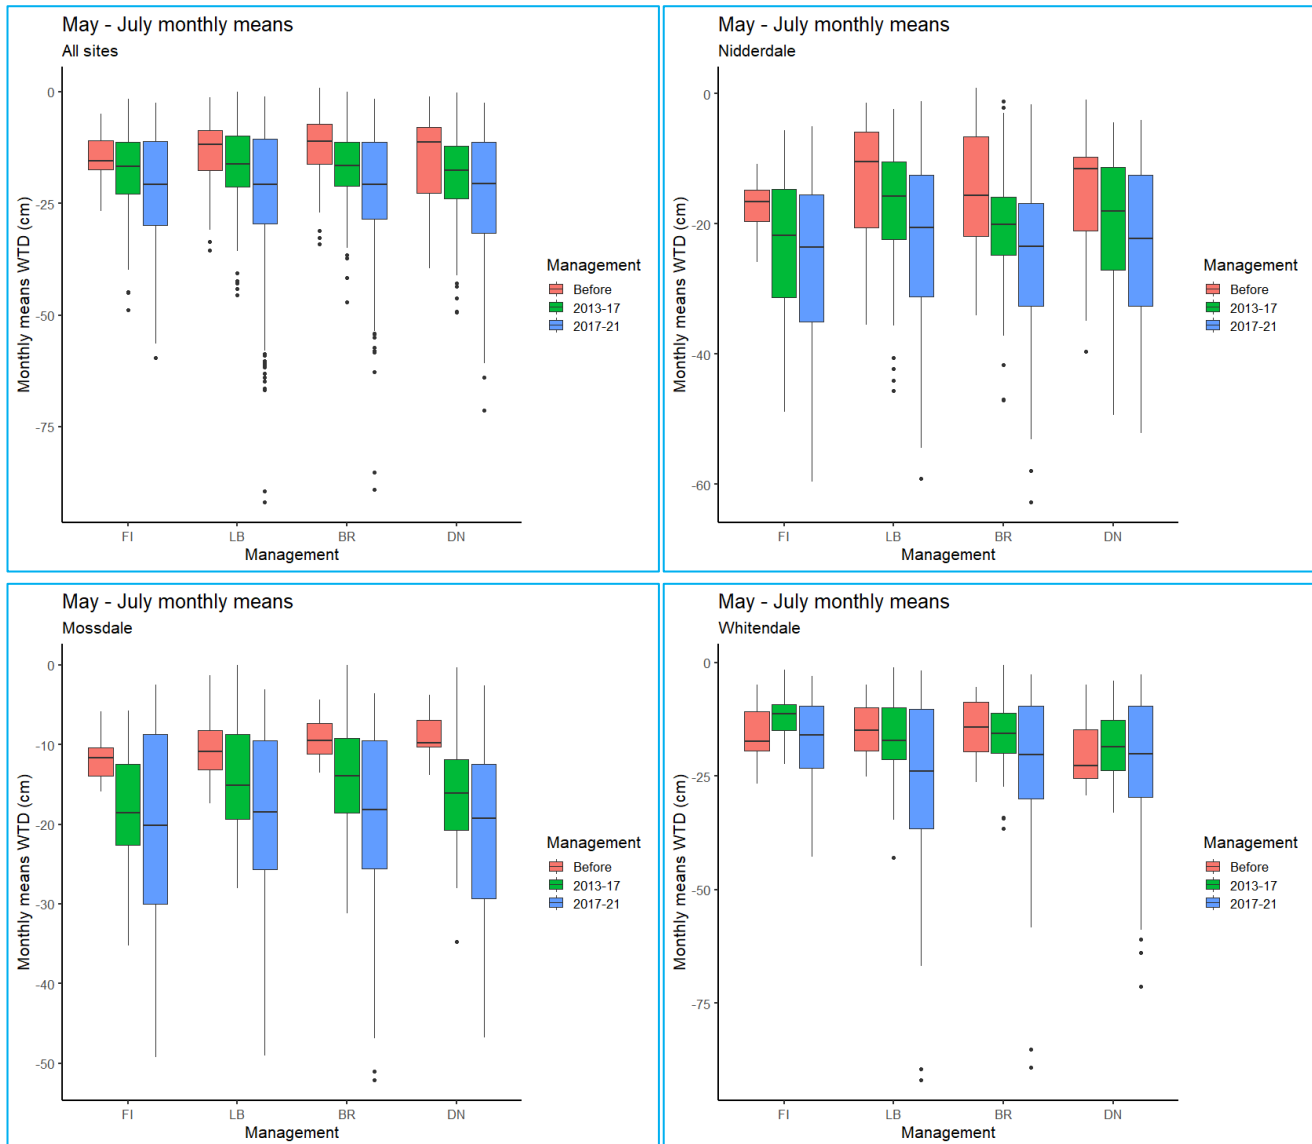 May - July monthly means
All sites
Monthly means WTD (cm)
0
-25
-50
-75
FI LB BR DN
Management
Management
Before
2013-17
2017-21
May - July monthly means
Nidderdale
Monthly means WTD (cm)
0
-20
-40
-60
FI LB BR DN
Management
Management
Before
2013-17
2017-21
May - July monthly means
Mossdale
Monthly means WTD (cm)
0
-10
-20
-30
-40
-50
FI LB BR DN
Management
Management
Before
2013-17
2017-21
May - July monthly means
Whitendale
Monthly means WTD (cm)
0
-25
-50
-75
FI LB BR DN
Management
Management
Before
2013-17
2017-21